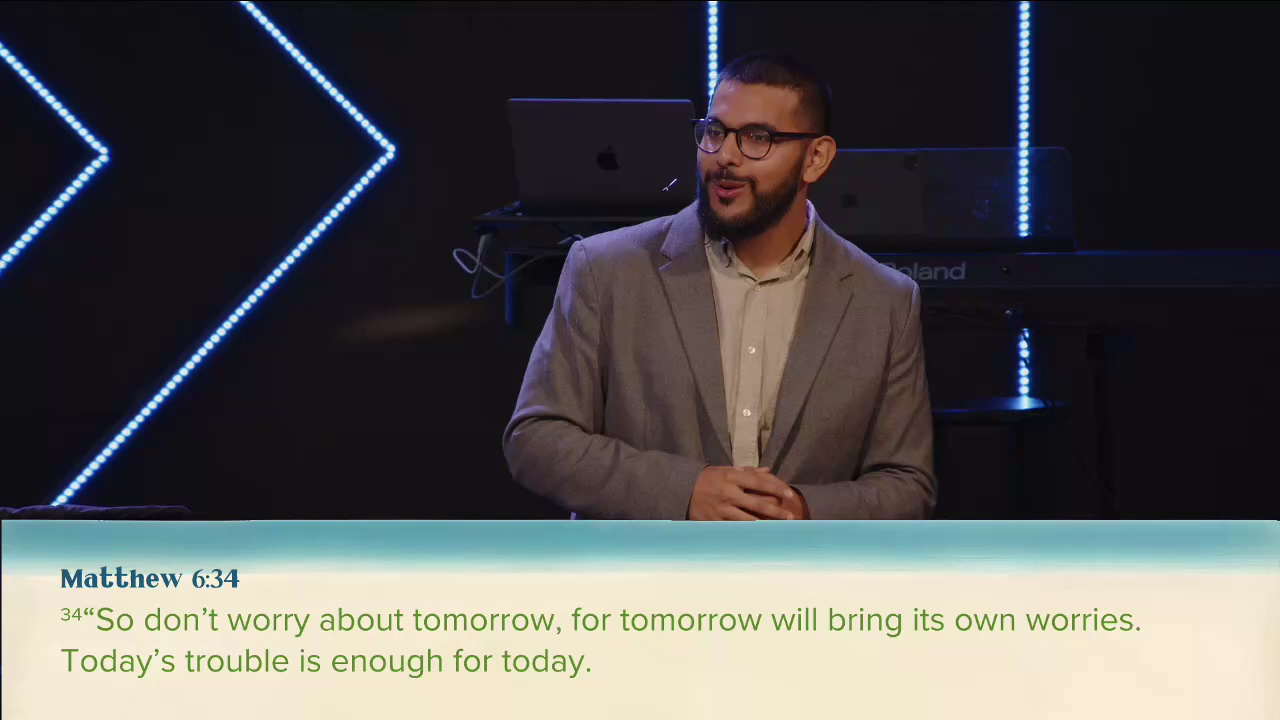 Roland
Matthew 6:34
34“So don’t worry about tomorrow, for tomorrow will bring its own worries.
Today’s trouble is enough for today.